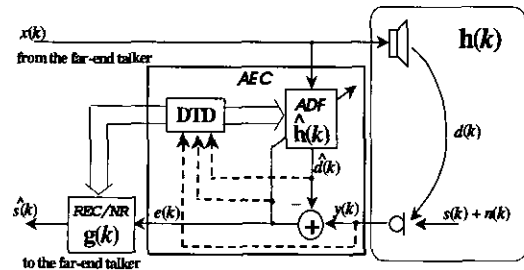 x(k)
from the far-end talker
h(k)
AEC
DTD
ADF
ĥ(k)
d(k)
d̂(k)
ŝ(k)
REC/NR
g(k)
e(k)
−
+
y(k)
s(k) + n(k)
to the far-end talker